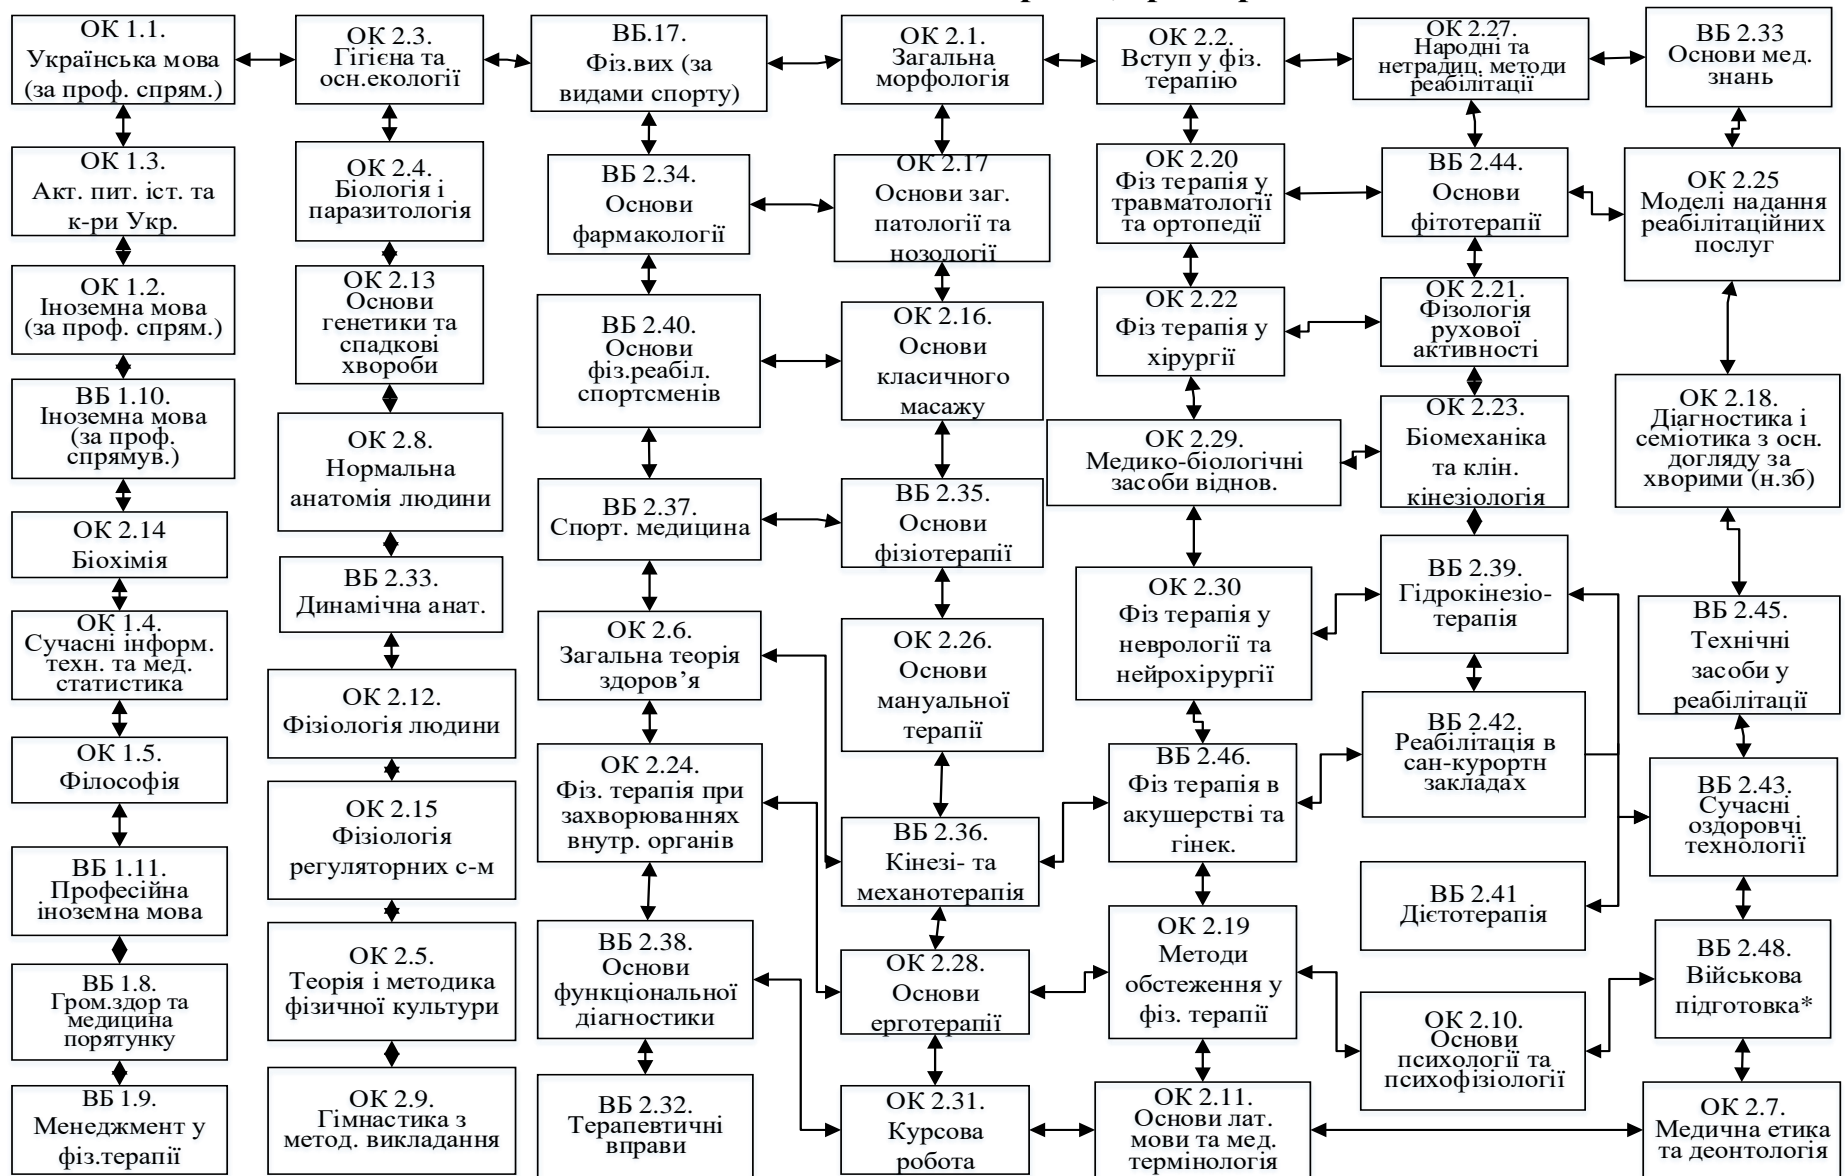 ОК 1.1.
Українська мова
(за проф. спрям.)
ОК 2.3.
Гігієна та
осн.екології
ВБ.17.
Фіз.вих (за
видами спорту)
ОК 2.1.
Загальна
морфологія
ОК 2.2.
Вступ у фіз.
терапію
ОК 2.27.
Народні та
нетрадиц. методи
реабілітації
ВБ 2.33
Основи мед.
знань
ОК 1.3.
Акт. пит. іст. та
к-ри Укр.
ОК 2.4.
Біологія і
паразитологія
ВБ 2.34.
Основи
фармакології
ОК 2.17
Основи заг.
патології та
нозології
ОК 2.20
Фіз терапія у
травматології
та ортопедії
ВБ 2.44.
Основи
фітотерапії
ОК 2.25
Моделі надання
реабілітаційних
послуг
ОК 1.2.
Іноземна мова
(за проф. спрям.)
ОК 2.13
Основи
генетики та
спадкові
хвороби
ВБ 2.40.
Основи
фіз.реабіл.
спортсменів
ОК 2.16.
Основи
класичного
масажу
ОК 2.22
Фіз терапія у
хірургії
ОК 2.21.
Фізологія
рухової
активності
ОК 2.18.
Діагностика і
семіотика з осн.
догляду за
хворими (н.зб)
ВБ 1.10.
Іноземна мова
(за проф.
спрямув.)
ОК 2.8.
Нормальна
анатомія людини
ВБ 2.37.
Спорт. медицина
ВБ 2.35.
Основи
фізіотерапії
ОК 2.29.
Медико-біологічні
засоби віднов.
ОК 2.23.
Біомеханіка
та клін.
кінезіологія
ОК 2.14
Біохімія
ВБ 2.33.
Динамічна анат.
ОК 2.6.
Загальна теорія
здоров’я
ОК 2.26.
Основи
мануальної
терапії
ОК 2.30
Фіз терапія у
неврології та
нейрохірургії
ВБ 2.39.
Гідрокінезіо-
терапія
ВБ 2.45.
Технічні
засоби у
реабілітації
ОК 1.4.
Сучасні інформ.
техн. та мед.
статистика
ОК 2.12.
Фізіологія людини
ОК 2.24.
Фіз. терапія при
захворюваннях
внутр. органів
ВБ 2.36.
Кінезі- та
механотерапія
ВБ 2.46.
Фіз терапія в
акушерстві та
гінек.
ВБ 2.42.
Реабілітація в
сан-курортн
закладах
ВБ 2.43.
Сучасні
оздоровчі
технології
ОК 1.5.
Філософія
ОК 2.15
Фізіологія
регуляторних с-м
ВБ 2.38.
Основи
функціональної
діагностики
ОК 2.28.
Основи
ерготерапії
ОК 2.19
Методи
обстеження у
фіз. терапії
ВБ 2.41
Дієтотерапія
ВБ 2.48.
Військова
підготовка*
ВБ 1.11.
Професійна
іноземна мова
ОК 2.5.
Теорія і методика
фізичної культури
ВБ 2.32.
Терапевтичні
вправи
ОК 2.31.
Курсова
робота
ОК 2.11.
Основи лат.
мови та мед.
термінологія
ОК 2.10.
Основи
психології та
психофізіології
ОК 2.7.
Медична етика
та деонтологія
ВБ 1.8.
Гром.здор та
медицина
порятунку
ОК 2.9.
Гімнастика з
метод. викладання
ВБ 1.9.
Менеджмент у
фіз.терапії